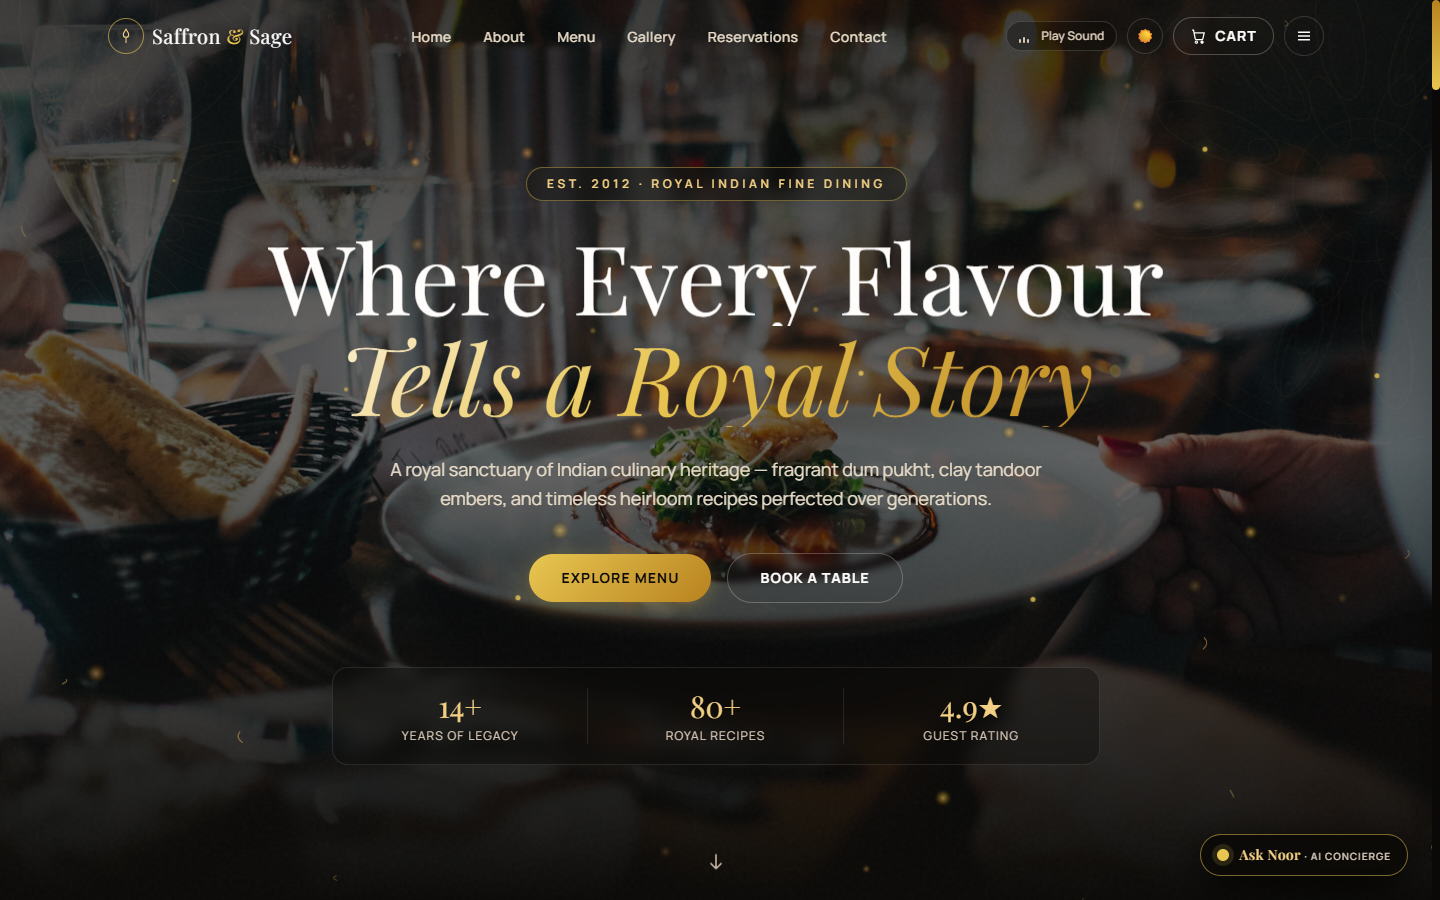 Saffron & Sage
Home
About
Menu
Gallery
Reservations
Contact
Play Sound
CART
EST. 2012 · ROYAL INDIAN FINE DINING
Where Every Flavour
Tells a Royal Story
A royal sanctuary of Indian culinary heritage — fragrant dum pukht, clay tandoor
embers, and timeless heirloom recipes perfected over generations.
EXPLORE MENU
BOOK A TABLE
14+
YEARS OF LEGACY
80+
ROYAL RECIPES
4.9★
GUEST RATING
Ask Noor · AI CONCIERGE